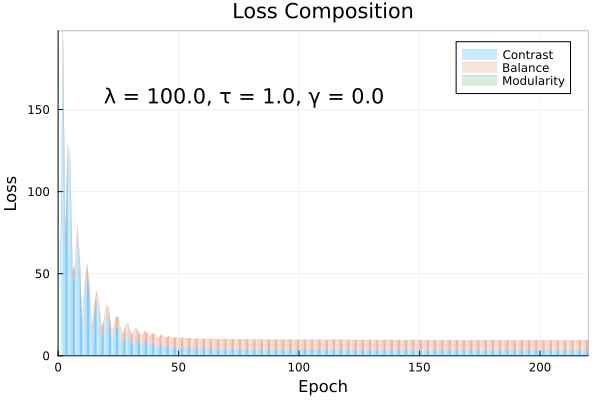 Loss Composition
Contrast
Balance
Modularity
λ = 100.0, τ = 1.0, γ = 0.0
Loss
150
100
50
0
0 50 100 150 200
Epoch